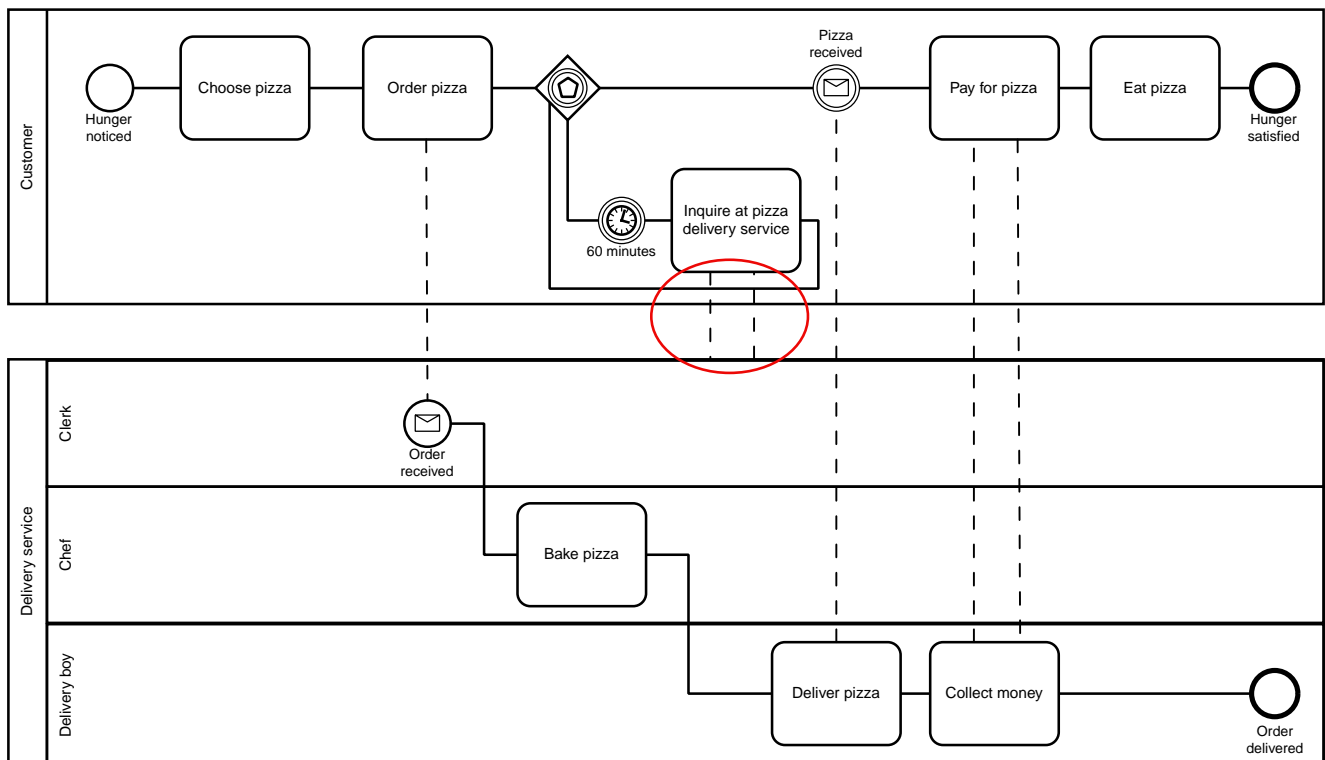 Customer
Hunger
noticed
Choose pizza
Order pizza
Pizza
received
Pay for pizza
Eat pizza
Hunger
satisfied
60 minutes
Inquire at pizza
delivery service
Delivery service
Clerk
Order
received
Chef
Bake pizza
Delivery boy
Deliver pizza
Collect money
Order
delivered